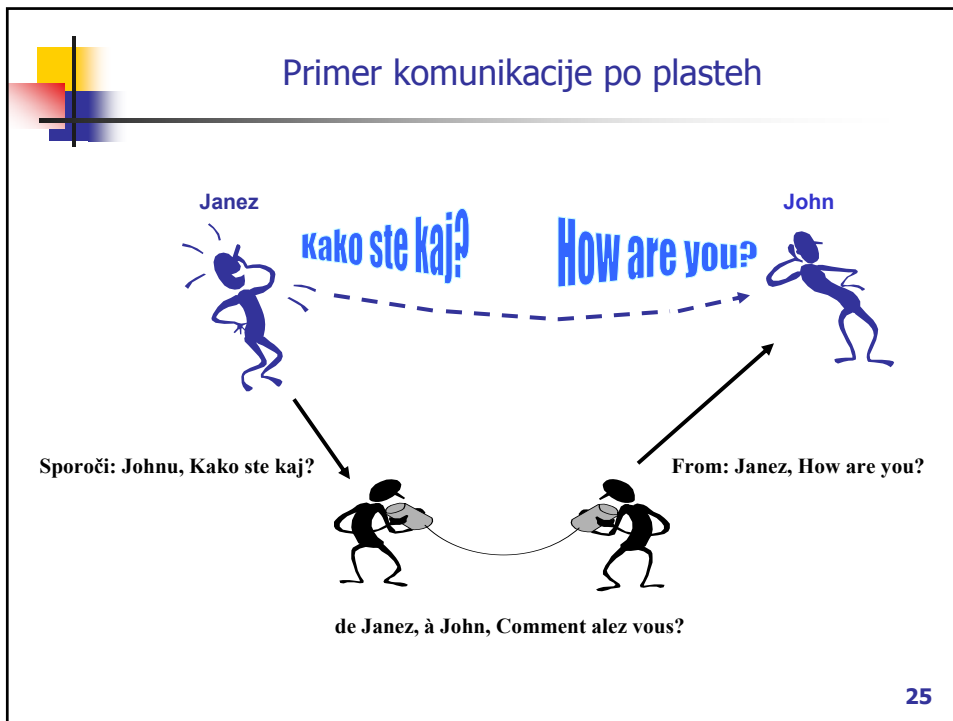 Primer komunikacije po plasteh
Janez
John
Kako ste kaj?
How are you?
Sporoči: Johnu, Kako ste kaj?
From: Janez, How are you?
de Janez, à John, Comment alez vous?
25